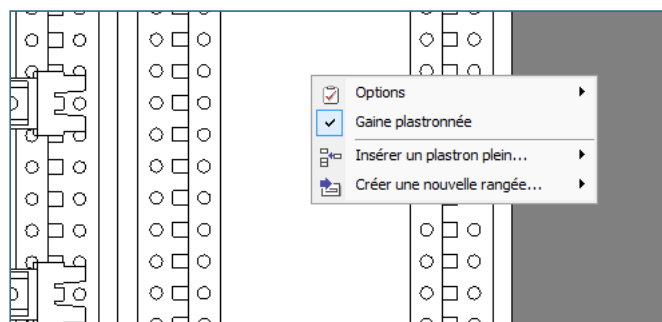 Options
Gaine plastronnée
Insérer un plastron plein...
Créer une nouvelle rangée...